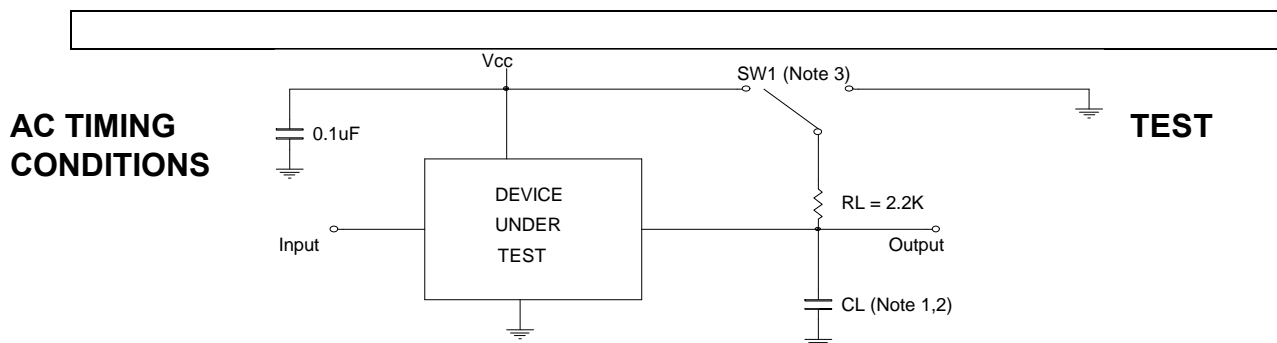 Vcc
SW1 (Note 3)
AC TIMING
CONDITIONS
TEST
0.1uF
DEVICE
UNDER
TEST
RL = 2.2K
Input
Output
CL (Note 1,2)